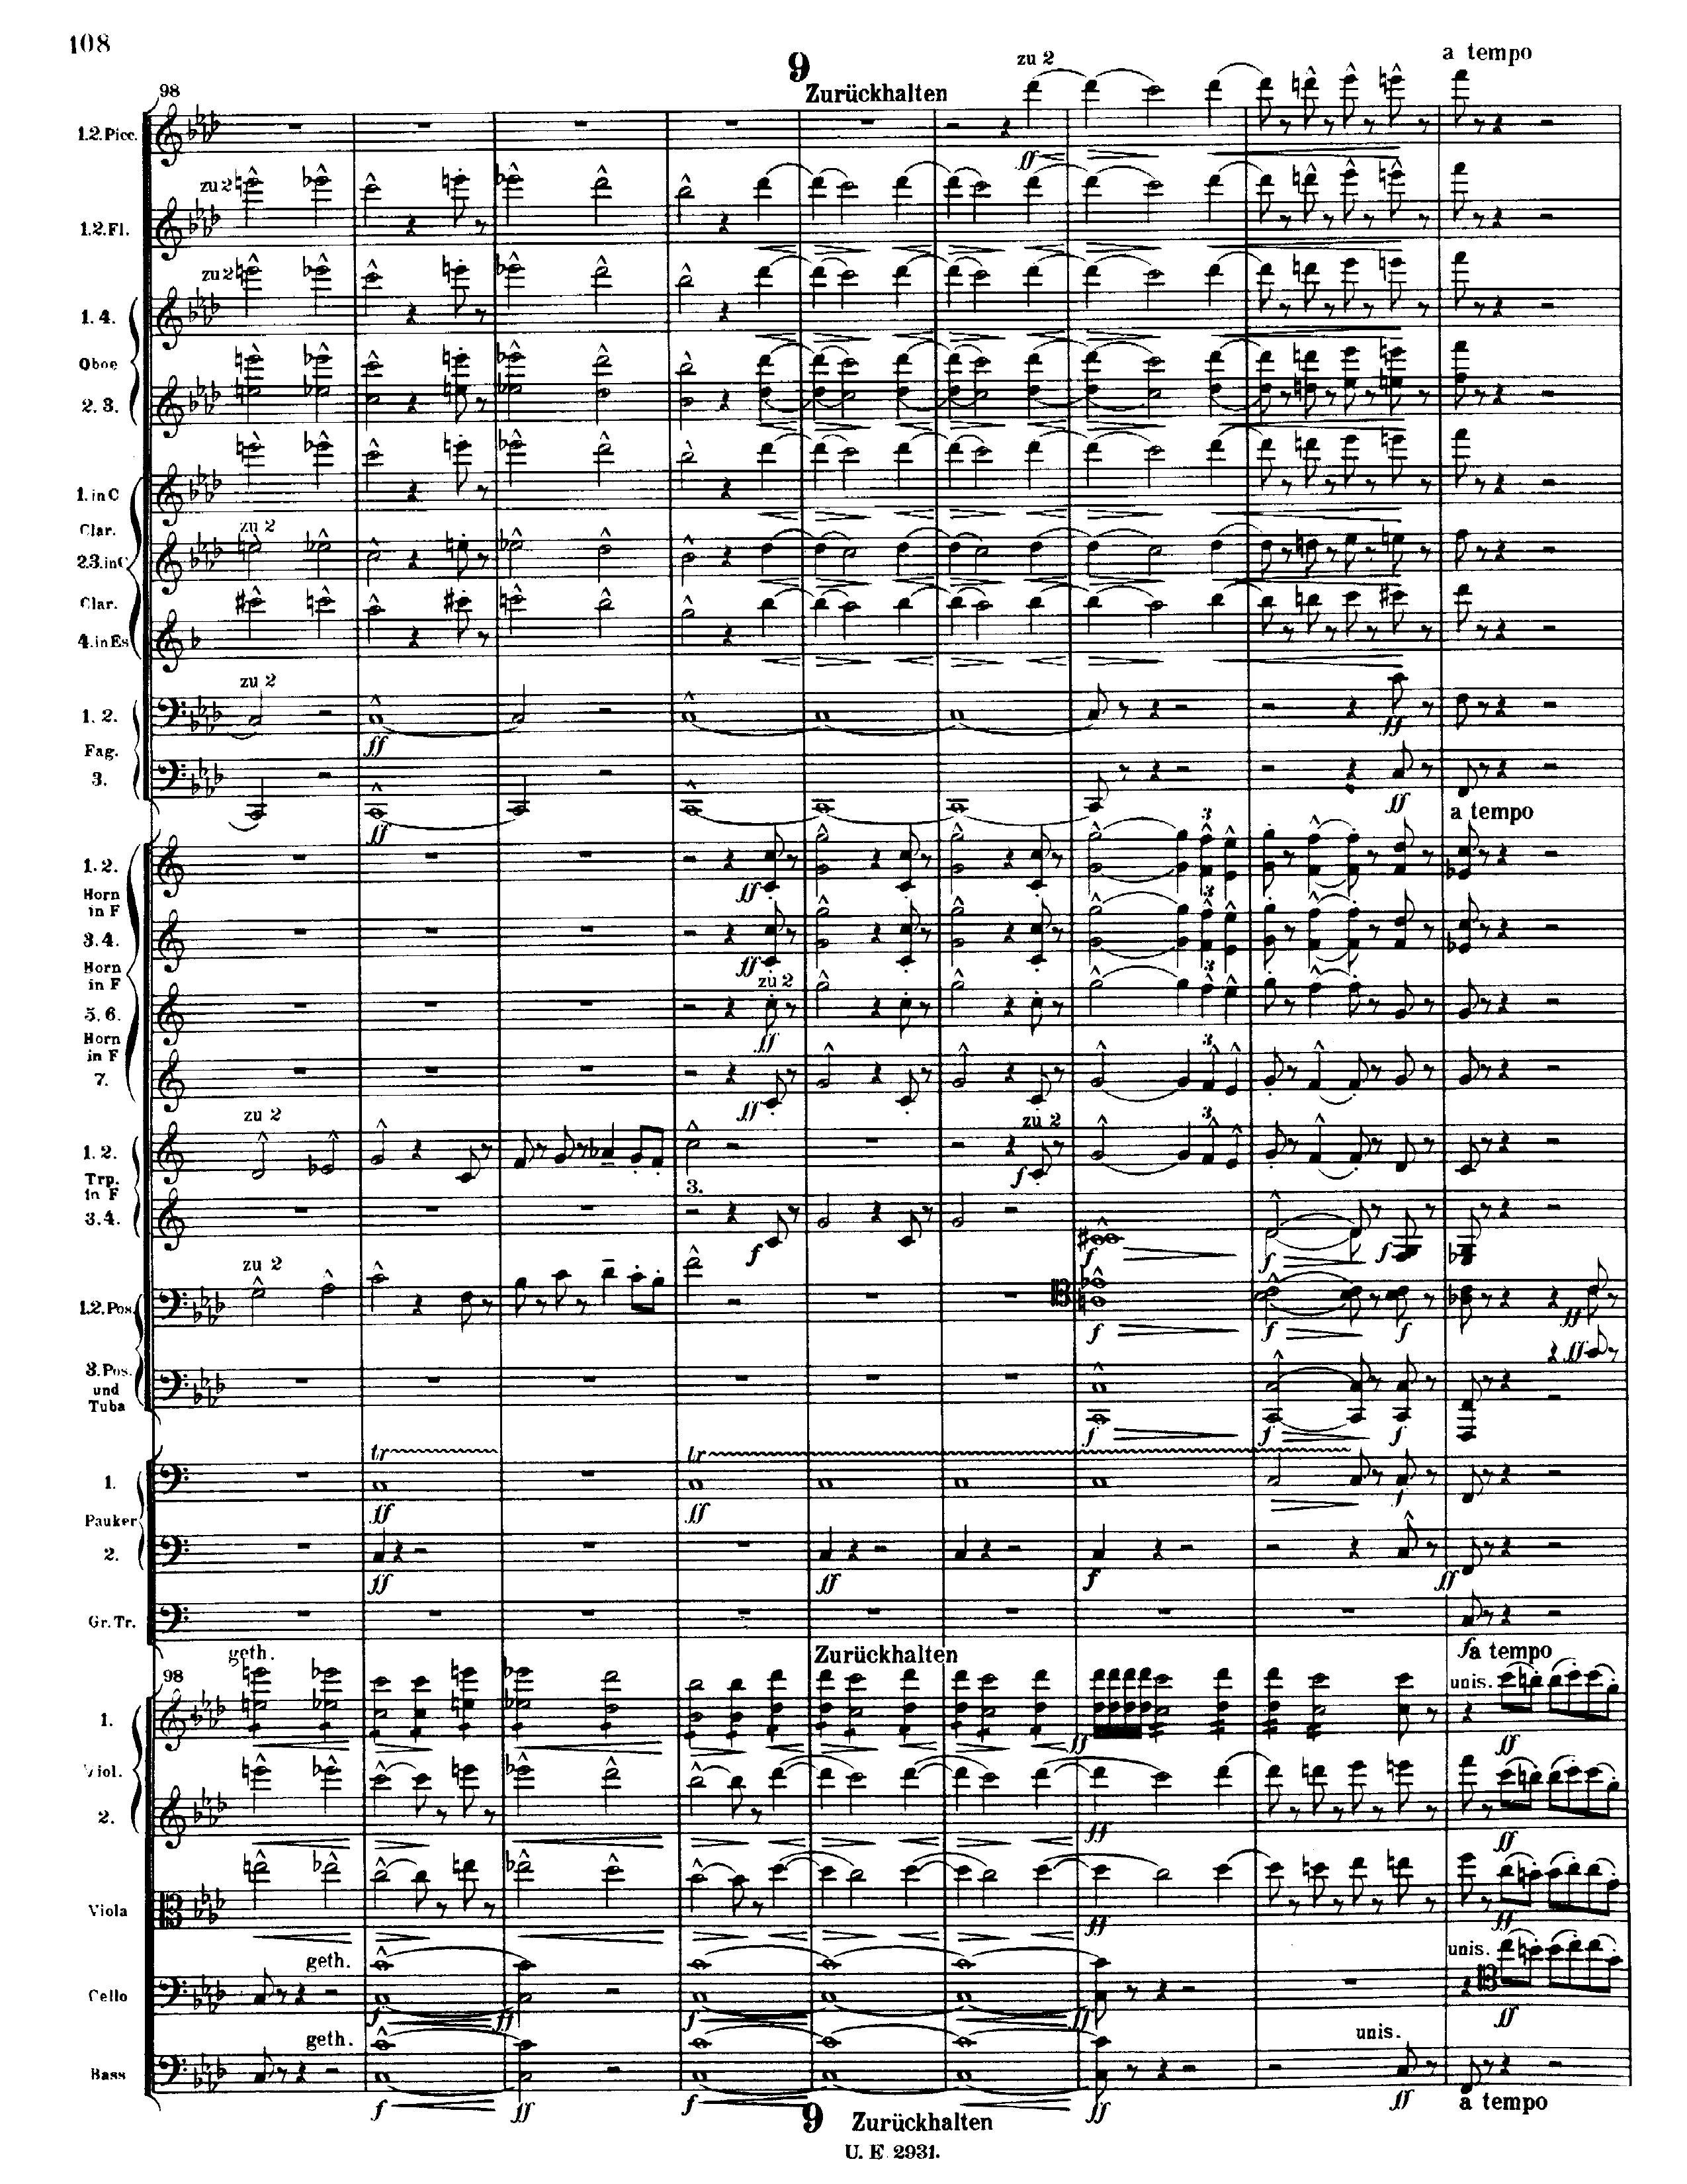 108
9
Zurückhalten
zu 2
a tempo
98
1.2. Picc.
zu 2
1.2. Fl.
ff
zu 2
1. 4.
Oboe
2. 3.
1. in C
Clar.
zu 2
2.3. in C
Clar.
4. in Es
zu 2
1. 2.
ff
ff
Fag.
3.
ff
ff
a tempo
3
1. 2.
ff
Horn
in F
3
3. 4.
ff
Horn
in F
zu 2
3
5. 6.
ff
Horn
in F
3
7.
ff
zu 2
zu 2
3
1. 2.
f
Trp.
in F
3.
3. 4.
f
f
f
f
zu 2
1.2. Pos.
f
f
f
ff
3. Pos.
und
Tuba
ff
f
f
f
tr
tr
1.
ff
ff
f
Pauker
2.
ff
ff
f
ff
Gr. Tr.
f
geth.
Zurückhalten
a tempo
98
unis.
1.
ff
ff
Viol.
2.
ff
ff
Viola
ff
ff
geth.
unis.
Cello
f
ff
f
ff
ff
geth.
unis.
Bass
f
ff
f
ff
ff
9
Zurückhalten
a tempo
U. E. 2931.